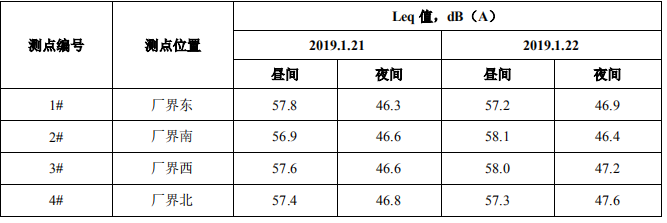 测点编号 测点位置 Leq 值，dB（A）
2019.1.21 2019.1.22
昼间 夜间 昼间 夜间
1# 厂界东 57.8 46.3 57.2 46.9
2# 厂界南 56.9 46.6 58.1 46.4
3# 厂界西 57.6 46.6 58.0 47.2
4# 厂界北 57.4 46.8 57.3 47.6